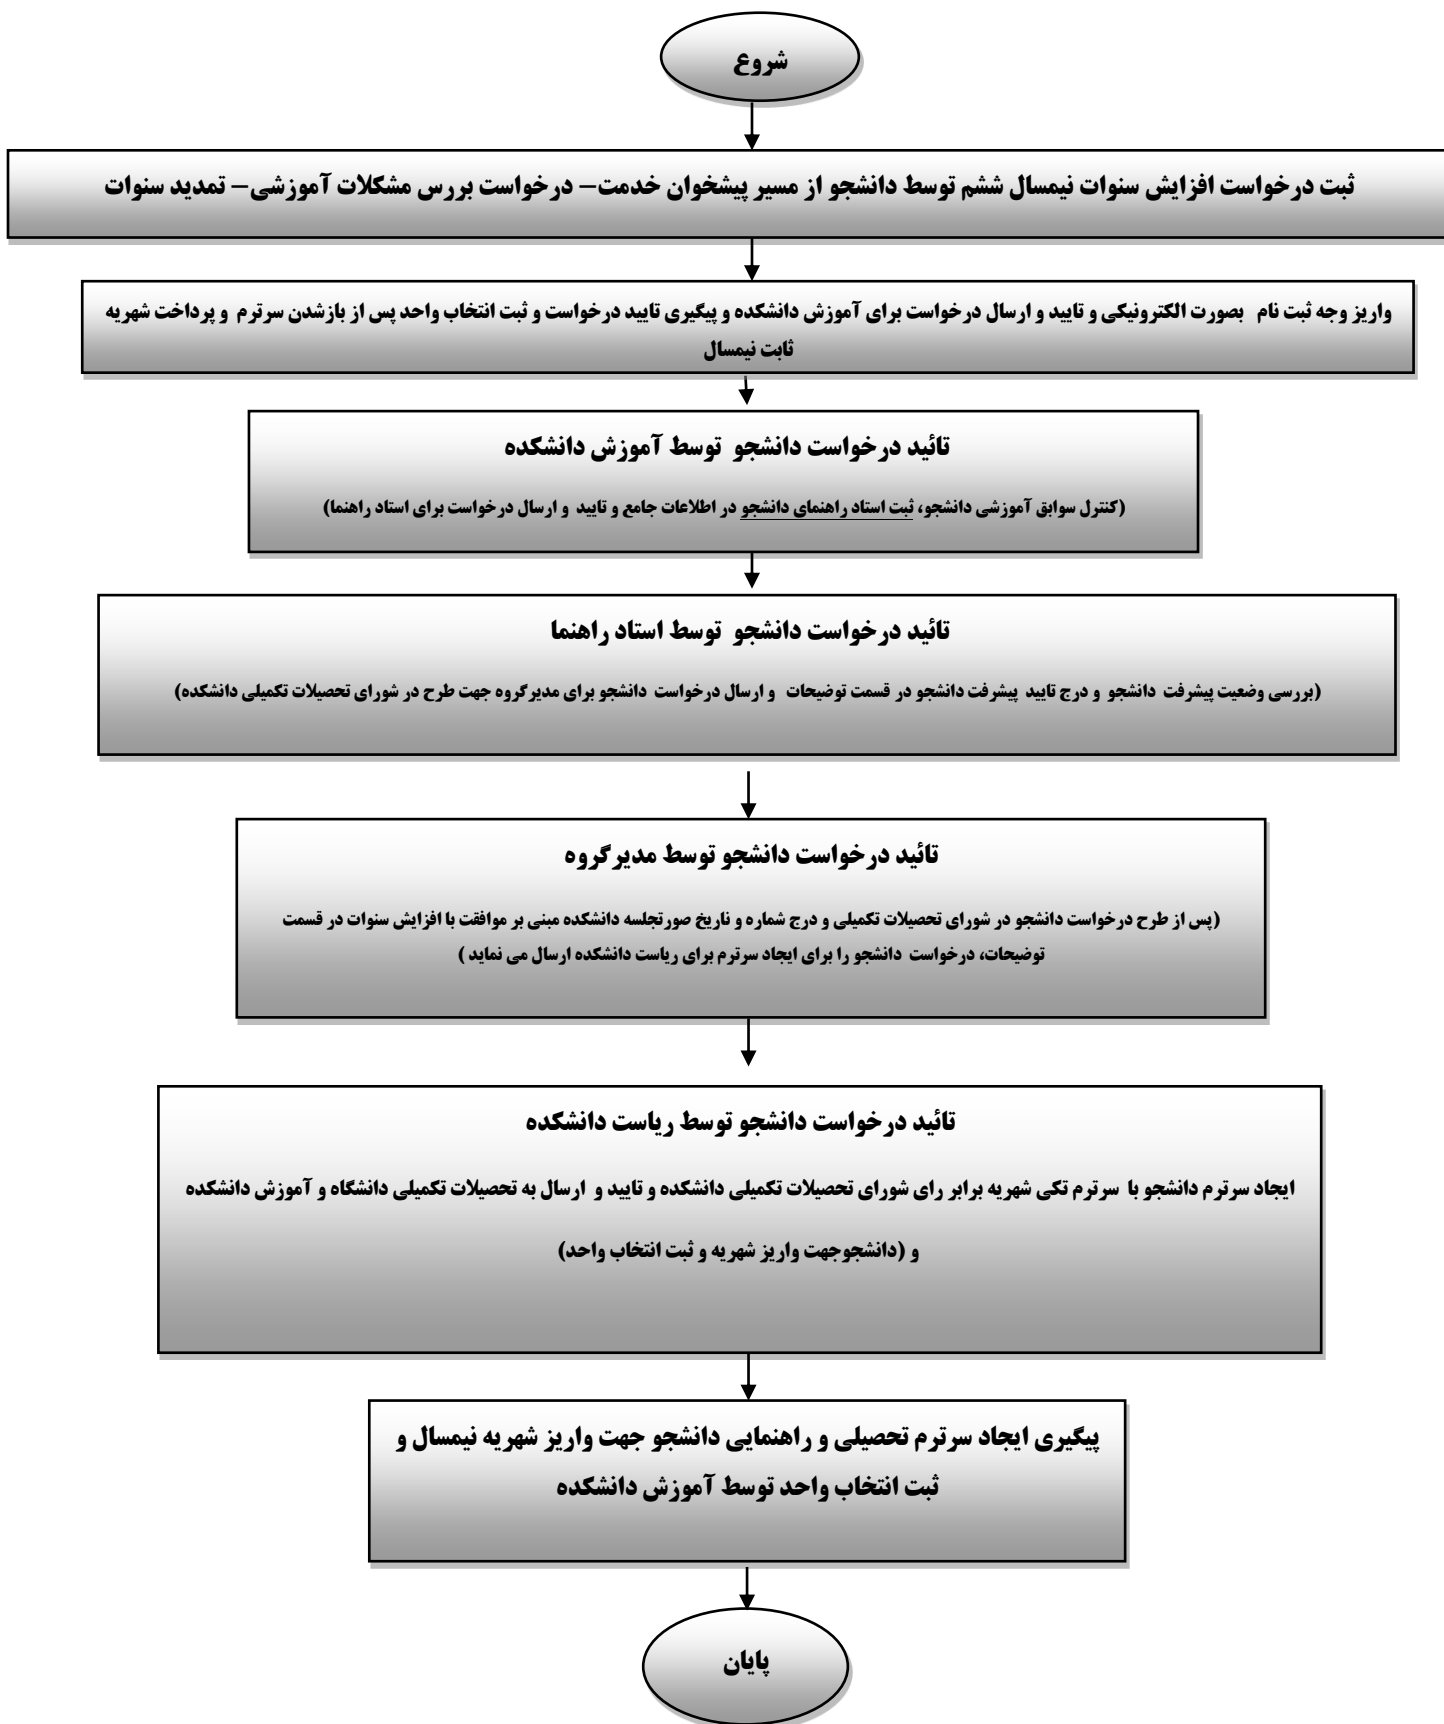 شروع
ثبت درخواست افزایش سنوات نیمسال ششم توسط دانشجو از مسیر پیشخوان خدمت– درخواست بررس مشکلات آموزشی– تمدید سنوات
واریز وجه ثبت نام بصورت الکترونیکی و تایید و ارسال درخواست برای آموزش دانشکده و پیگیری تایید درخواست و ثبت انتخاب واحد پس از بازشدن سرترم و پرداخت شهریه
ثابت نیمسال
تائید درخواست دانشجو توسط آموزش دانشکده
(کنترل سوابق آموزشی دانشجو، ثبت استاد راهنمای دانشجو در اطلاعات جامع و تایید و ارسال درخواست برای استاد راهنما)
تائید درخواست دانشجو توسط استاد راهنما
(بررسی وضعیت پیشرفت دانشجو و درج تایید پیشرفت دانشجو در قسمت توضیحات و ارسال درخواست دانشجو برای مدیرگروه جهت طرح در شورای تحصیلات تکمیلی دانشکده)
تائید درخواست دانشجو توسط مدیرگروه
(پس از طرح درخواست دانشجو در شورای تحصیلات تکمیلی و درج شماره و تاریخ صورتجلسه دانشکده مبنی بر موافقت با افزایش سنوات در قسمت
توضیحات، درخواست دانشجو را برای ایجاد سرترم برای ریاست دانشکده ارسال می نماید )
تائید درخواست دانشجو توسط ریاست دانشکده
ایجاد سرترم دانشجو با سرترم تکی شهریه برابر رای شورای تحصیلات تکمیلی دانشکده و تایید و ارسال به تحصیلات تکمیلی دانشگاه و آموزش دانشکده
و (دانشجوجهت واریز شهریه و ثبت انتخاب واحد)
پیگیری ایجاد سرترم تحصیلی و راهنمایی دانشجو جهت واریز شهریه نیمسال و
ثبت انتخاب واحد توسط آموزش دانشکده
پایان